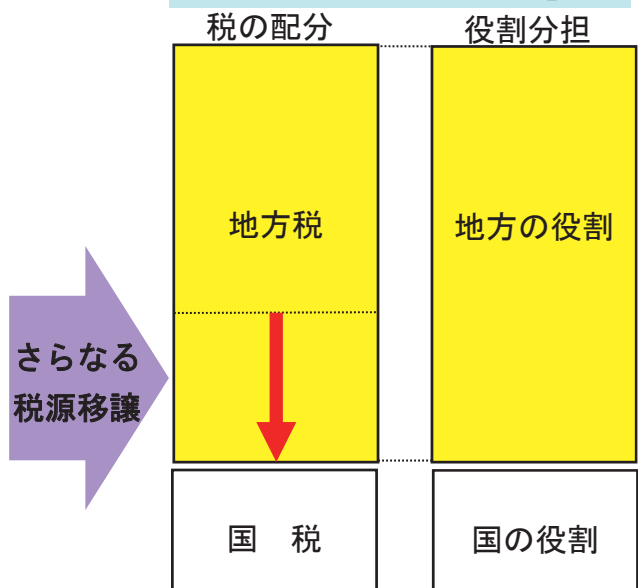 税の配分
役割分担
地方税
地方の役割
さらなる
税源移譲
国　税
国の役割